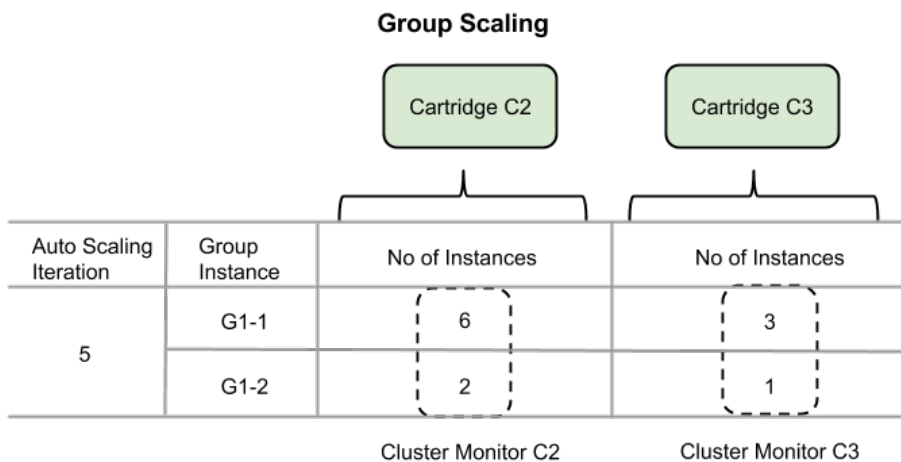 Group Scaling
Cartridge C2
Cartridge C3
Auto Scaling
Iteration
Group
Instance
No of Instances
No of Instances
5
G1-1
6
3
G1-2
2
1
Cluster Monitor C2
Cluster Monitor C3